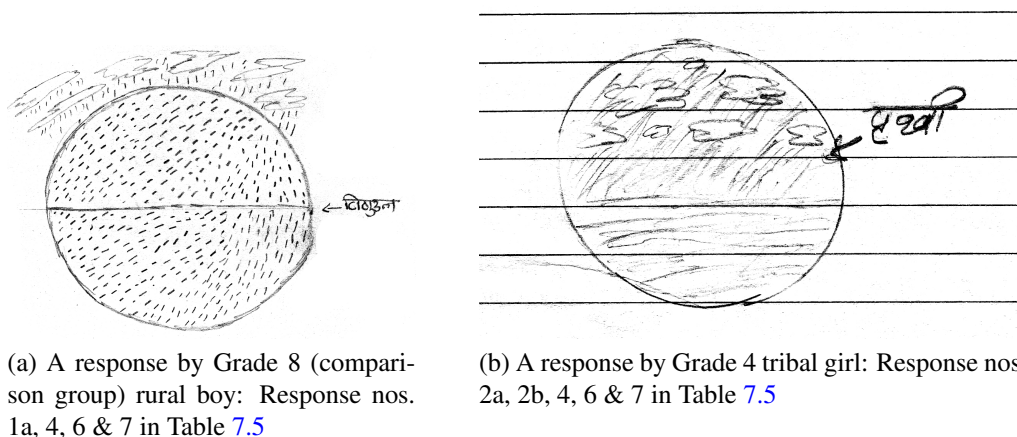 पृथ्वी
(a) A response by Grade 8 (compari-
son group) rural boy: Response nos.
1a, 4, 6 & 7 in Table 7.5
(b) A response by Grade 4 tribal girl: Response nos
2a, 2b, 4, 6 & 7 in Table 7.5